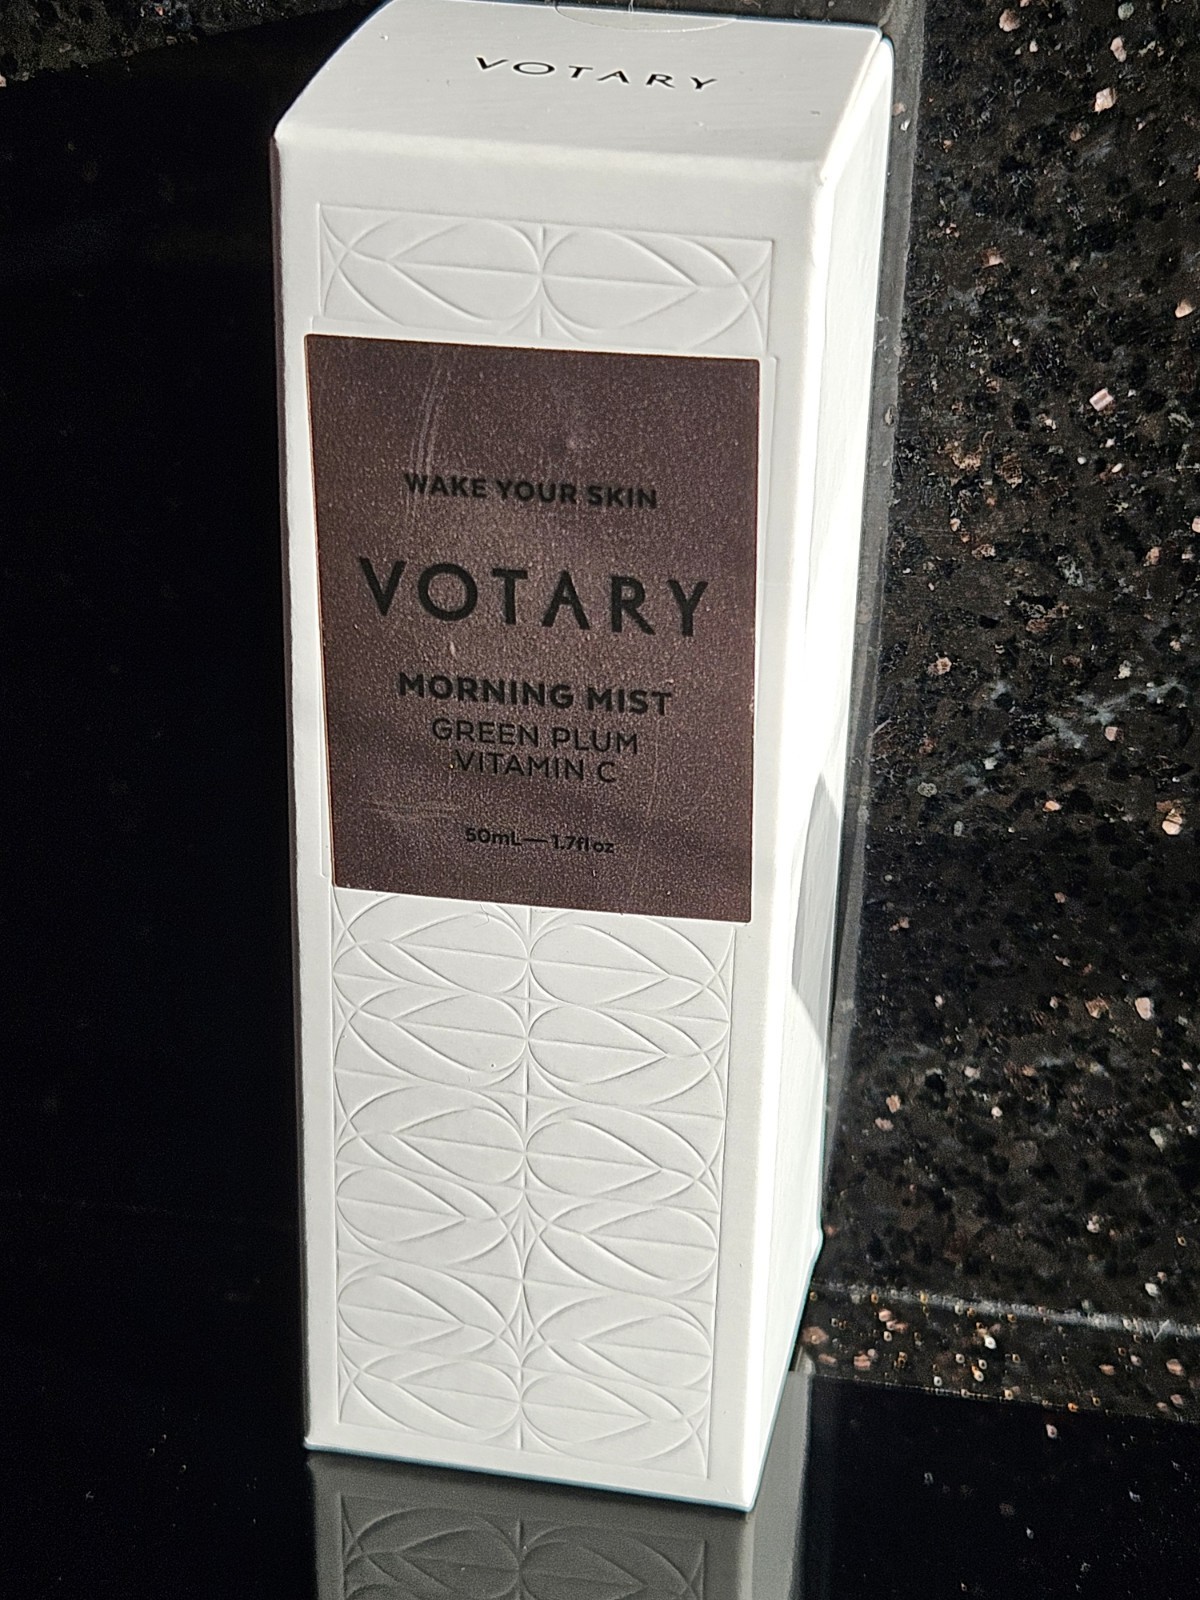 VOTARY
WAKE YOUR SKIN
VOTARY
MORNING MIST
GREEN PLUM
VITAMIN C
50mL—1.7fl oz